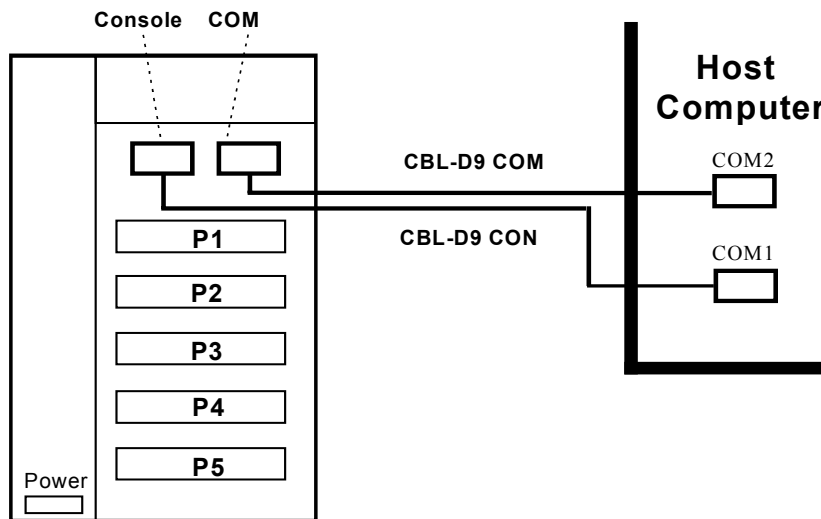 Console COM
Host
Computer
COM2
CBL-D9 COM
CBL-D9 CON
COM1
P1
P2
P3
P4
P5
Power